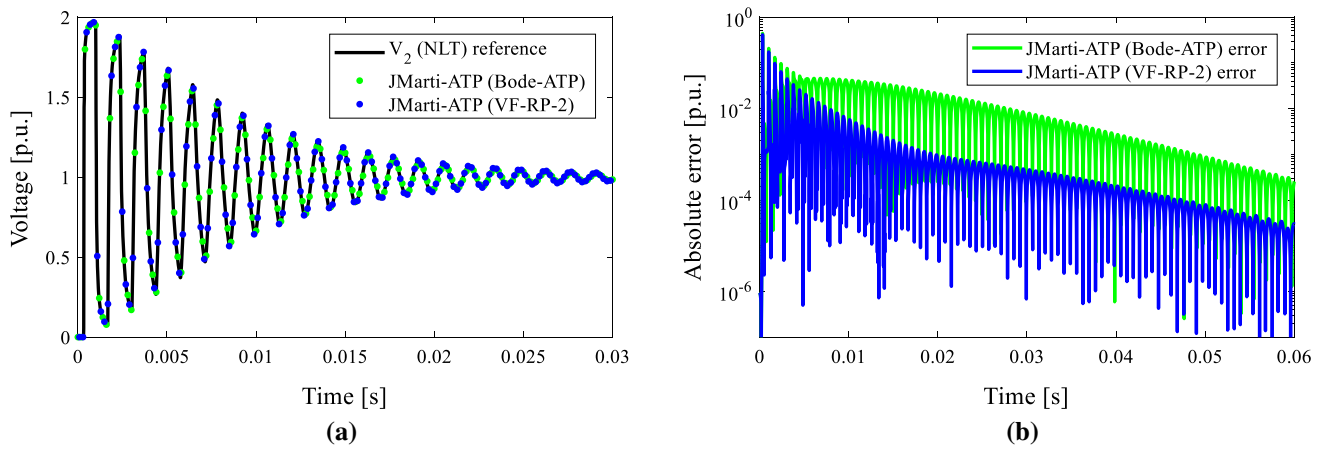 2
1.5
1
0.5
0
Voltage [p.u.]
V2 (NLT) reference
JMarti-ATP (Bode-ATP)
JMarti-ATP (VF-RP-2)
0 0.005 0.01 0.015 0.02 0.025 0.03
Time [s]
(a)
10^0
10^-2
10^-4
10^-6
Absolute error [p.u.]
JMarti-ATP (Bode-ATP) error
JMarti-ATP (VF-RP-2) error
0 0.01 0.02 0.03 0.04 0.05 0.06
Time [s]
(b)